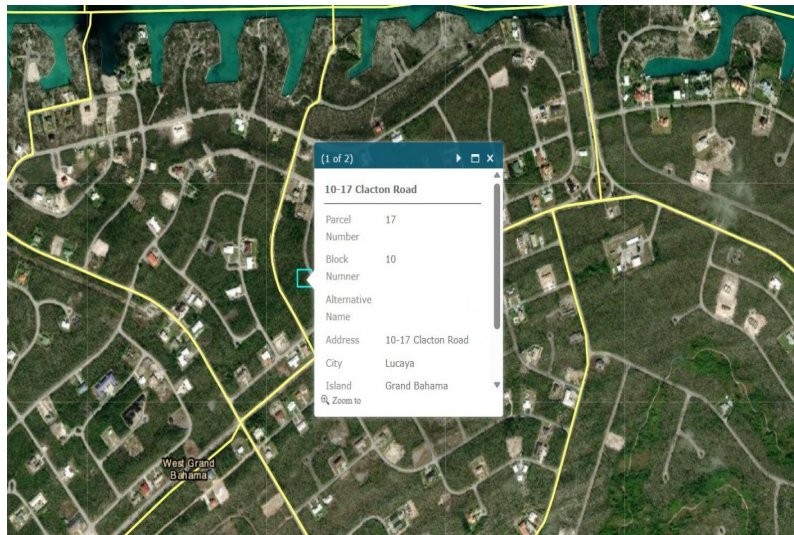 (1 of 2)
10-17 Clacton Road
Parcel Number 17
Block Numner 10
Alternative Name
Address 10-17 Clacton Road
City Lucaya
Island Grand Bahama
Zoom to
West Grand
Bahama